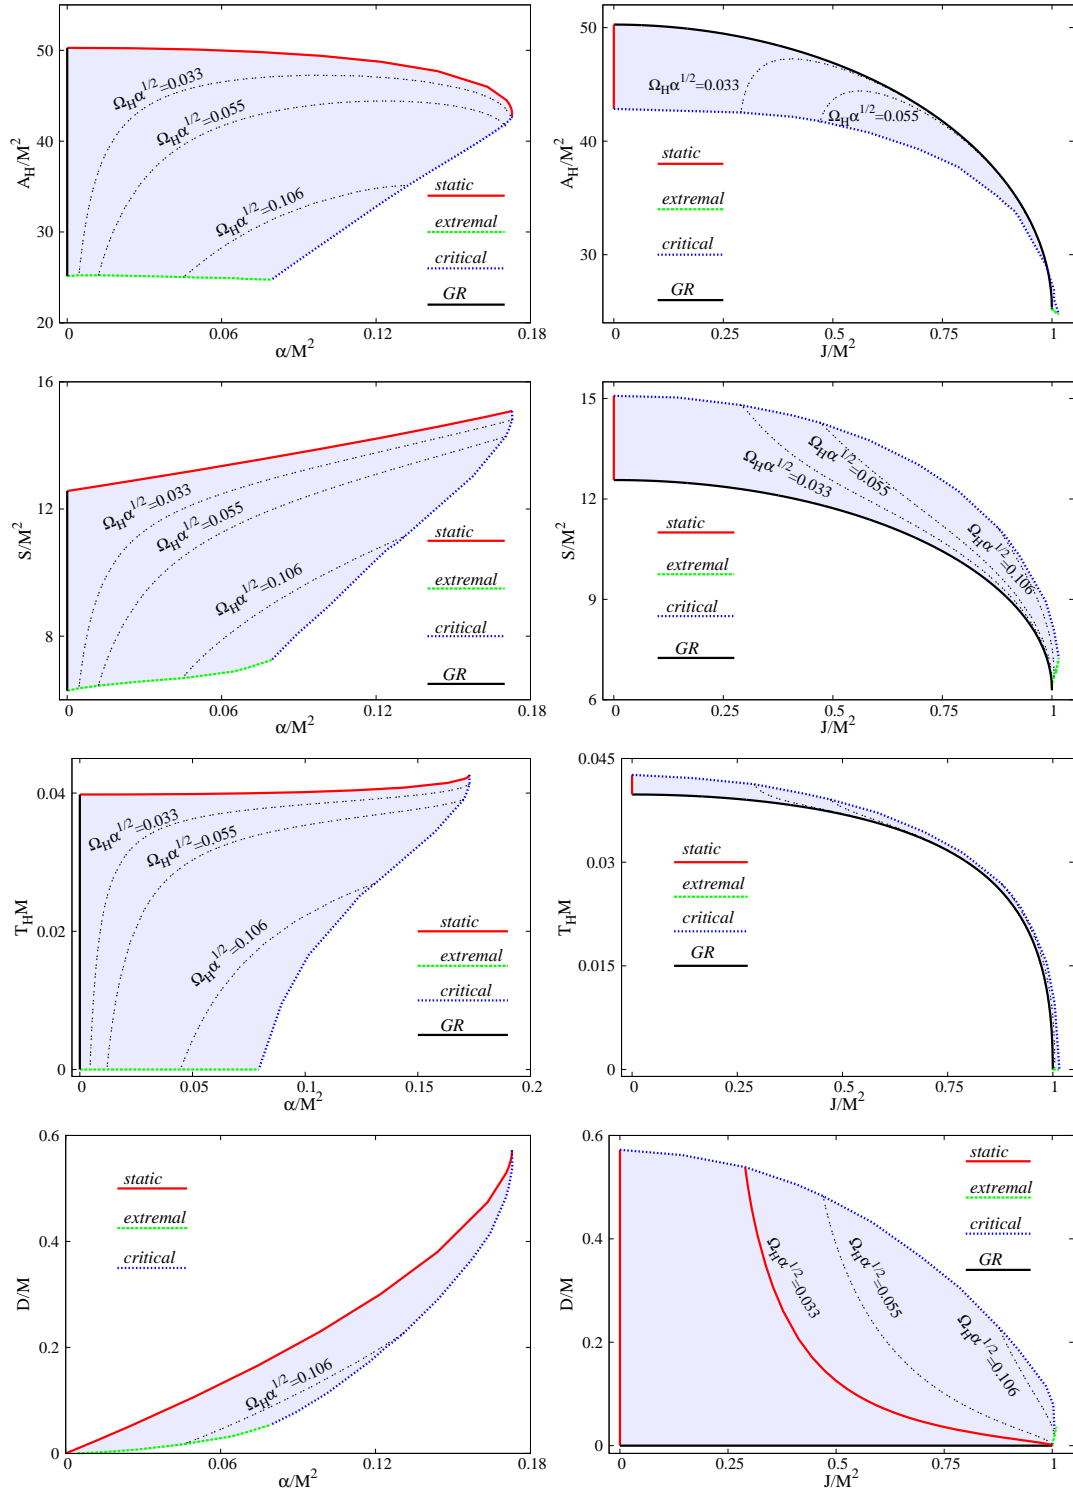 50
40
30
20
0
0.06
0.12
0.18
A_H/M^2
α/M^2
Ω_Hα^{1/2}=0.033
Ω_Hα^{1/2}=0.055
Ω_Hα^{1/2}=0.106
static
extremal
critical
GR
50
40
30
0
0.25
0.5
0.75
1
A_H/M^2
J/M^2
Ω_Hα^{1/2}=0.033
Ω_Hα^{1/2}=0.055
static
extremal
critical
GR
16
12
8
0
0.06
0.12
0.18
S/M^2
α/M^2
Ω_Hα^{1/2}=0.033
Ω_Hα^{1/2}=0.055
Ω_Hα^{1/2}=0.106
static
extremal
critical
GR
15
12
9
6
0
0.25
0.5
0.75
1
S/M^2
J/M^2
Ω_Hα^{1/2}=0.033
Ω_Hα^{1/2}=0.055
Ω_Hα^{1/2}=0.106
static
extremal
critical
GR
0.04
0.02
0
0
0.05
0.1
0.15
0.2
T_HM
α/M^2
Ω_Hα^{1/2}=0.033
Ω_Hα^{1/2}=0.055
Ω_Hα^{1/2}=0.106
static
extremal
critical
GR
0.045
0.03
0.015
0
0
0.25
0.5
0.75
1
T_HM
J/M^2
static
extremal
critical
GR
0.6
0.4
0.2
0
0
0.06
0.12
0.18
D/M
α/M^2
Ω_Hα^{1/2}=0.106
static
extremal
critical
0.6
0.4
0.2
0
0
0.25
0.5
0.75
1
D/M
J/M^2
Ω_Hα^{1/2}=0.033
Ω_Hα^{1/2}=0.055
Ω_Hα^{1/2}=0.106
static
extremal
critical
GR